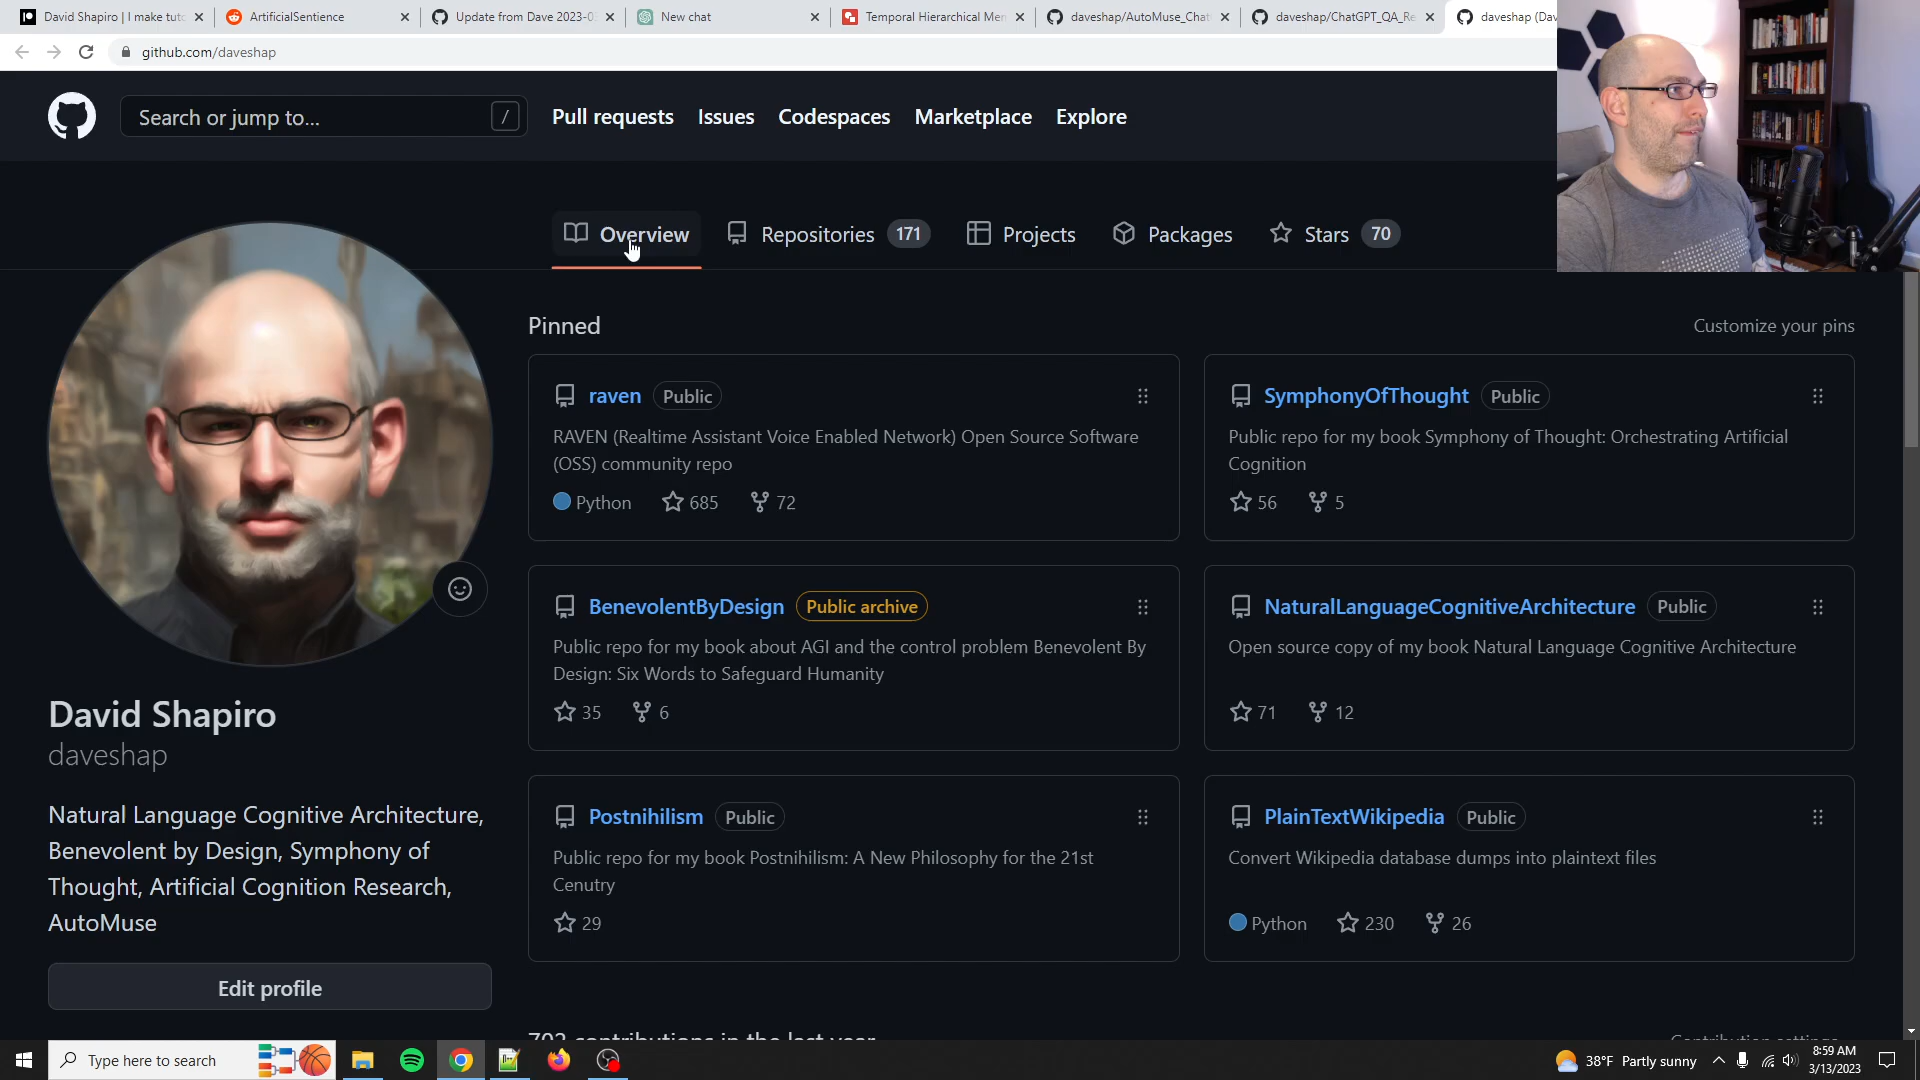 David Shapiro | I make tut
ArtificialSentience
Update from Dave 2023-0
New chat
Temporal Hierarchical Mem
daveshap/AutoMuse_Chat
daveshap/ChatGPT_QA_Re
daveshap (Dav
github.com/daveshap
Search or jump to...
/
Pull requests
Issues
Codespaces
Marketplace
Explore
Overview
Repositories 171
Projects
Packages
Stars 70
Pinned
Customize your pins
raven Public
RAVEN (Realtime Assistant Voice Enabled Network) Open Source Software
(OSS) community repo
Python 685 72
SymphonyOfThought Public
Public repo for my book Symphony of Thought: Orchestrating Artificial
Cognition
56 5
BenevolentByDesign Public archive
Public repo for my book about AGI and the control problem Benevolent By
Design: Six Words to Safeguard Humanity
35 6
NaturalLanguageCognitiveArchitecture Public
Open source copy of my book Natural Language Cognitive Architecture
71 12
Postnihilism Public
Public repo for my book Postnihilism: A New Philosophy for the 21st
Cenutry
29
PlainTextWikipedia Public
Convert Wikipedia database dumps into plaintext files
Python 230 26
David Shapiro
daveshap
Natural Language Cognitive Architecture,
Benevolent by Design, Symphony of
Thought, Artificial Cognition Research,
AutoMuse
Edit profile
contributions in the last year
Contribution settings
Type here to search
38°F Partly sunny
8:59 AM
3/13/2023